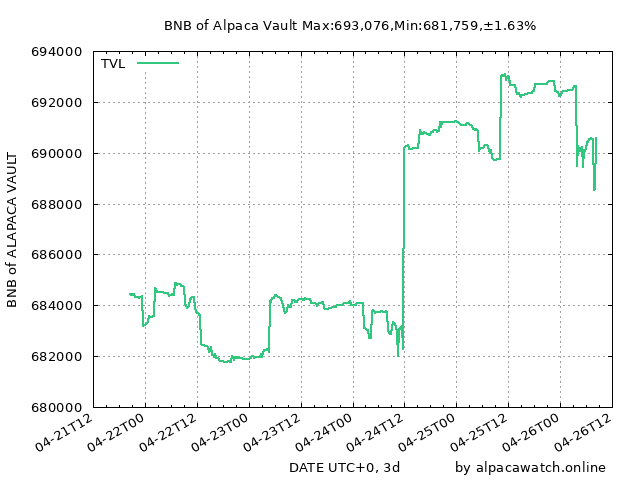 BNB of Alpaca Vault Max:693,076,Min:681,759,±1.63%
TVL
694000
692000
690000
688000
686000
684000
682000
680000
BNB of ALAPACA VAULT
04-21T12
04-22T00
04-22T12
04-23T00
04-23T12
04-24T00
04-24T12
04-25T00
04-25T12
04-26T00
04-26T12
DATE UTC+0, 3d
by alpacawatch.online